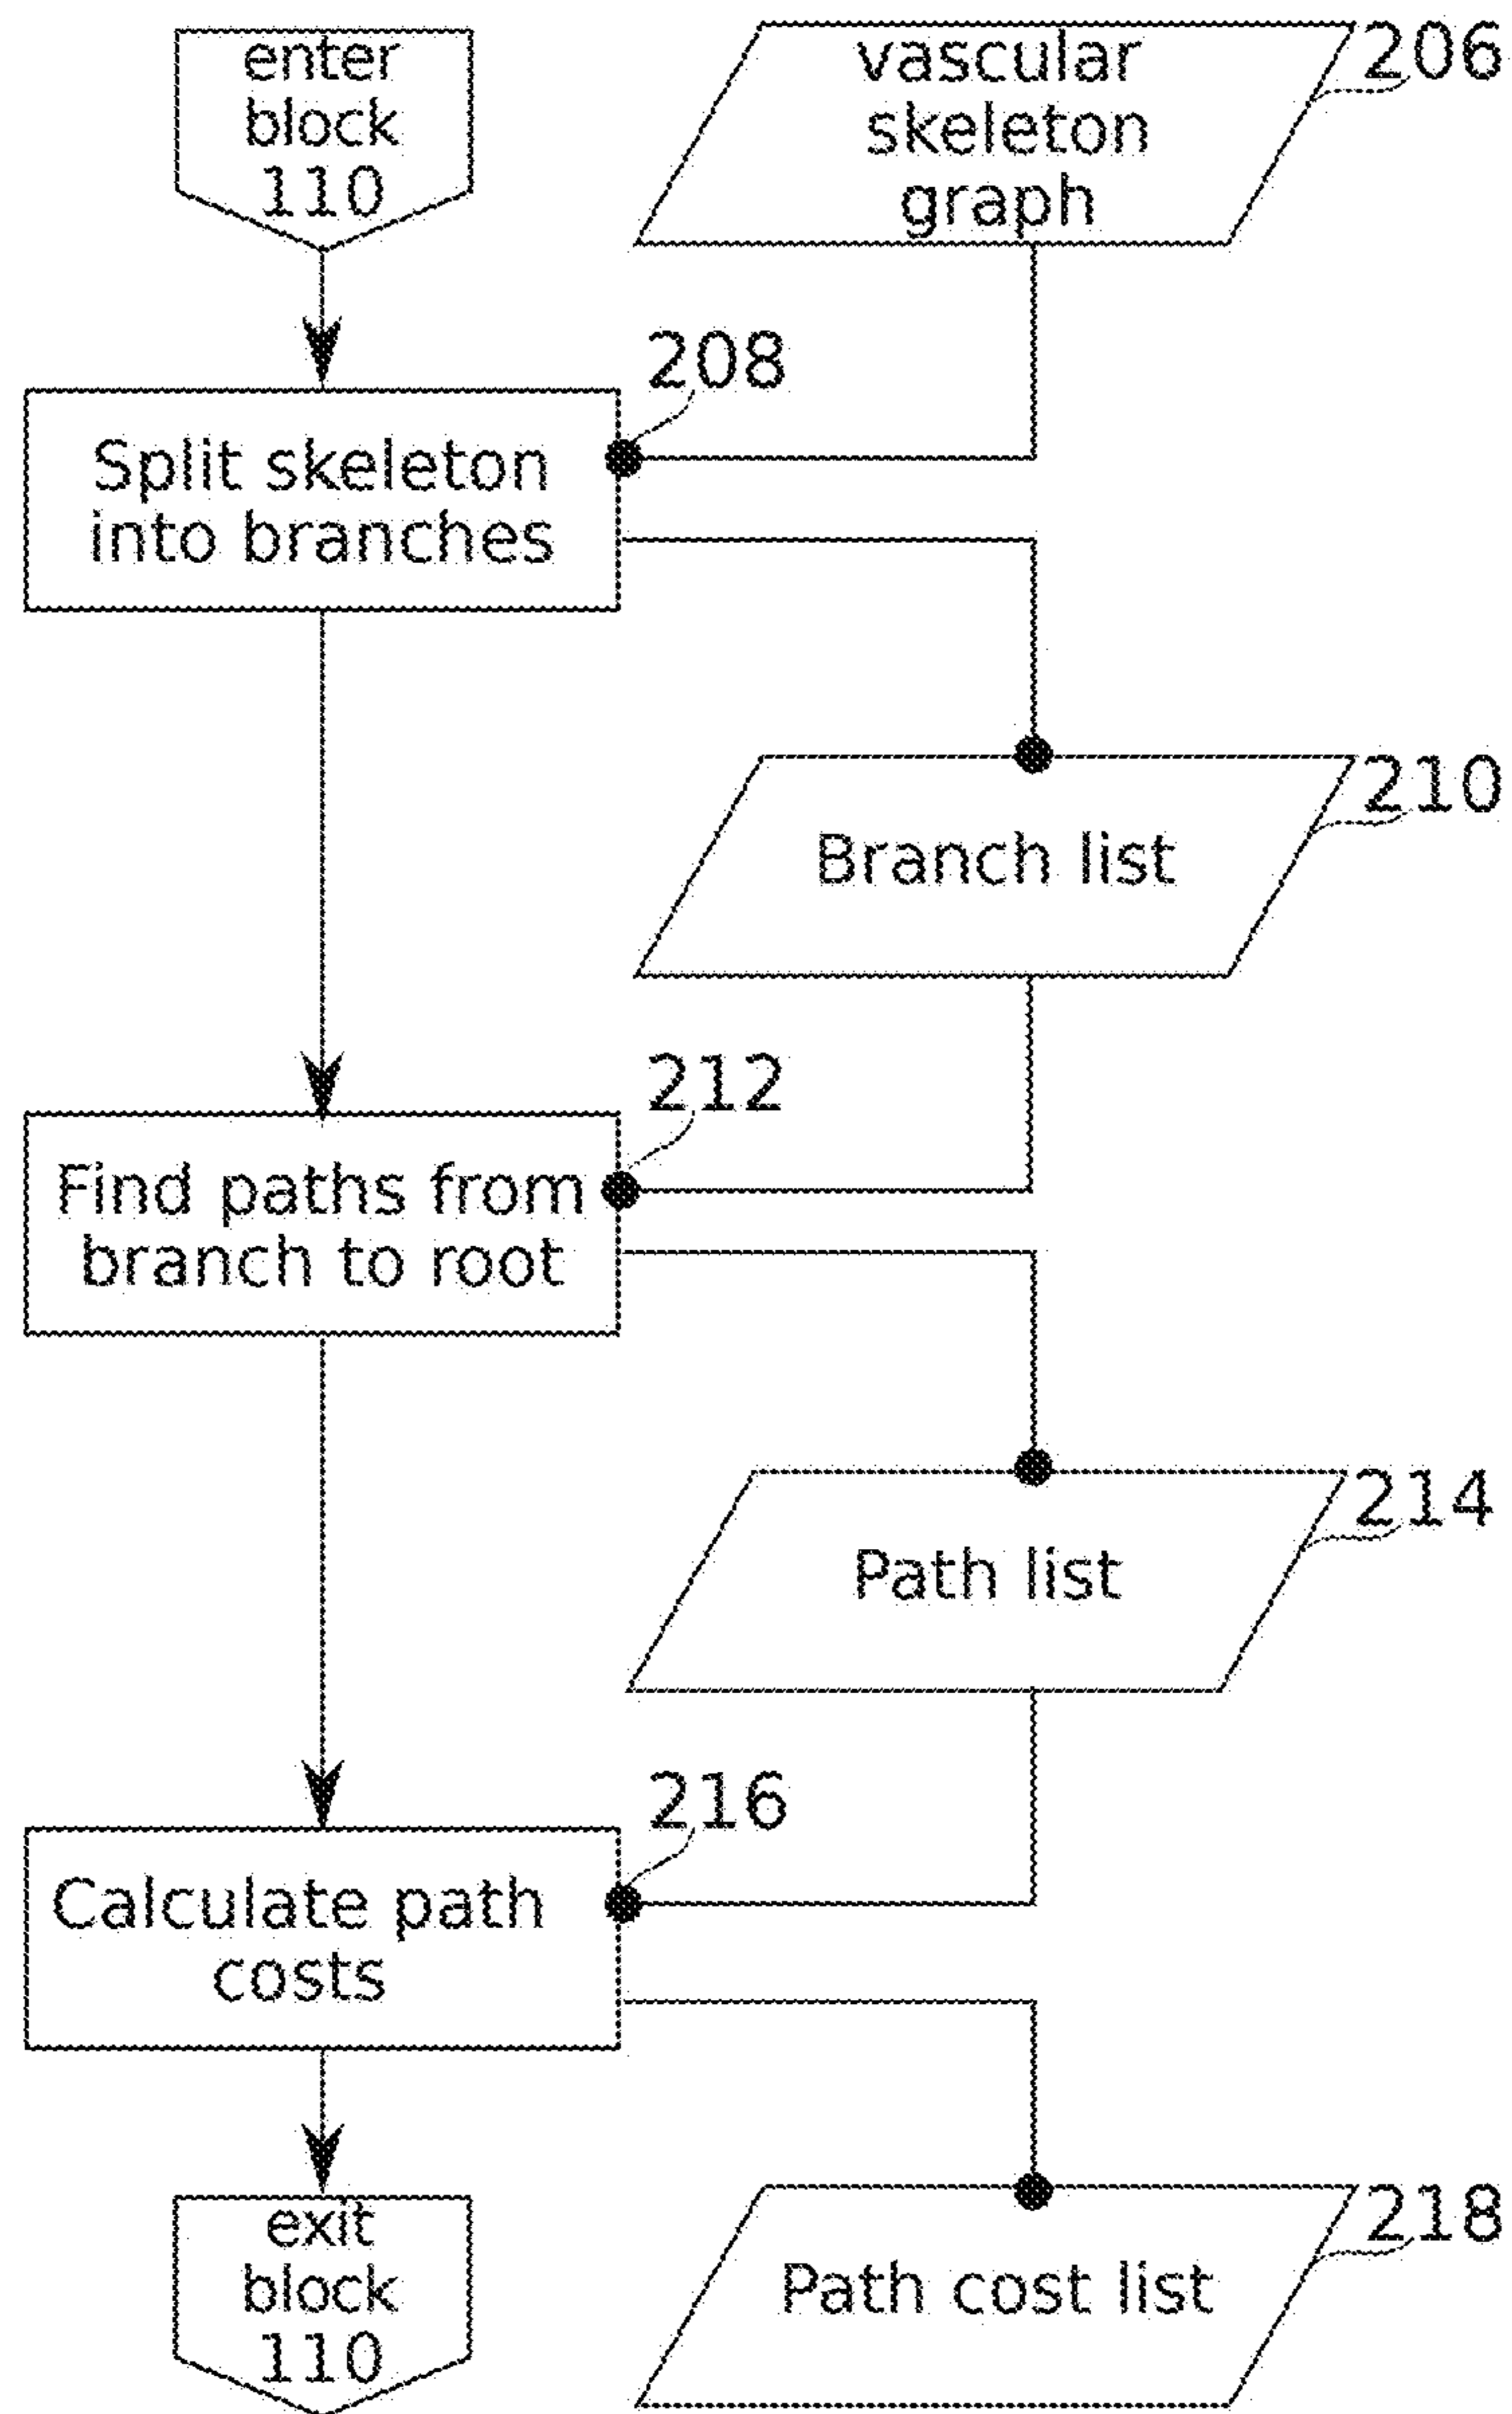 enter
block
110
vascular
skeleton
graph
206
208
Split skeleton
into branches
210
Branch list
212
Find paths from
branch to root
214
Path list
216
Calculate path
costs
218
exit
block
110
Path cost list